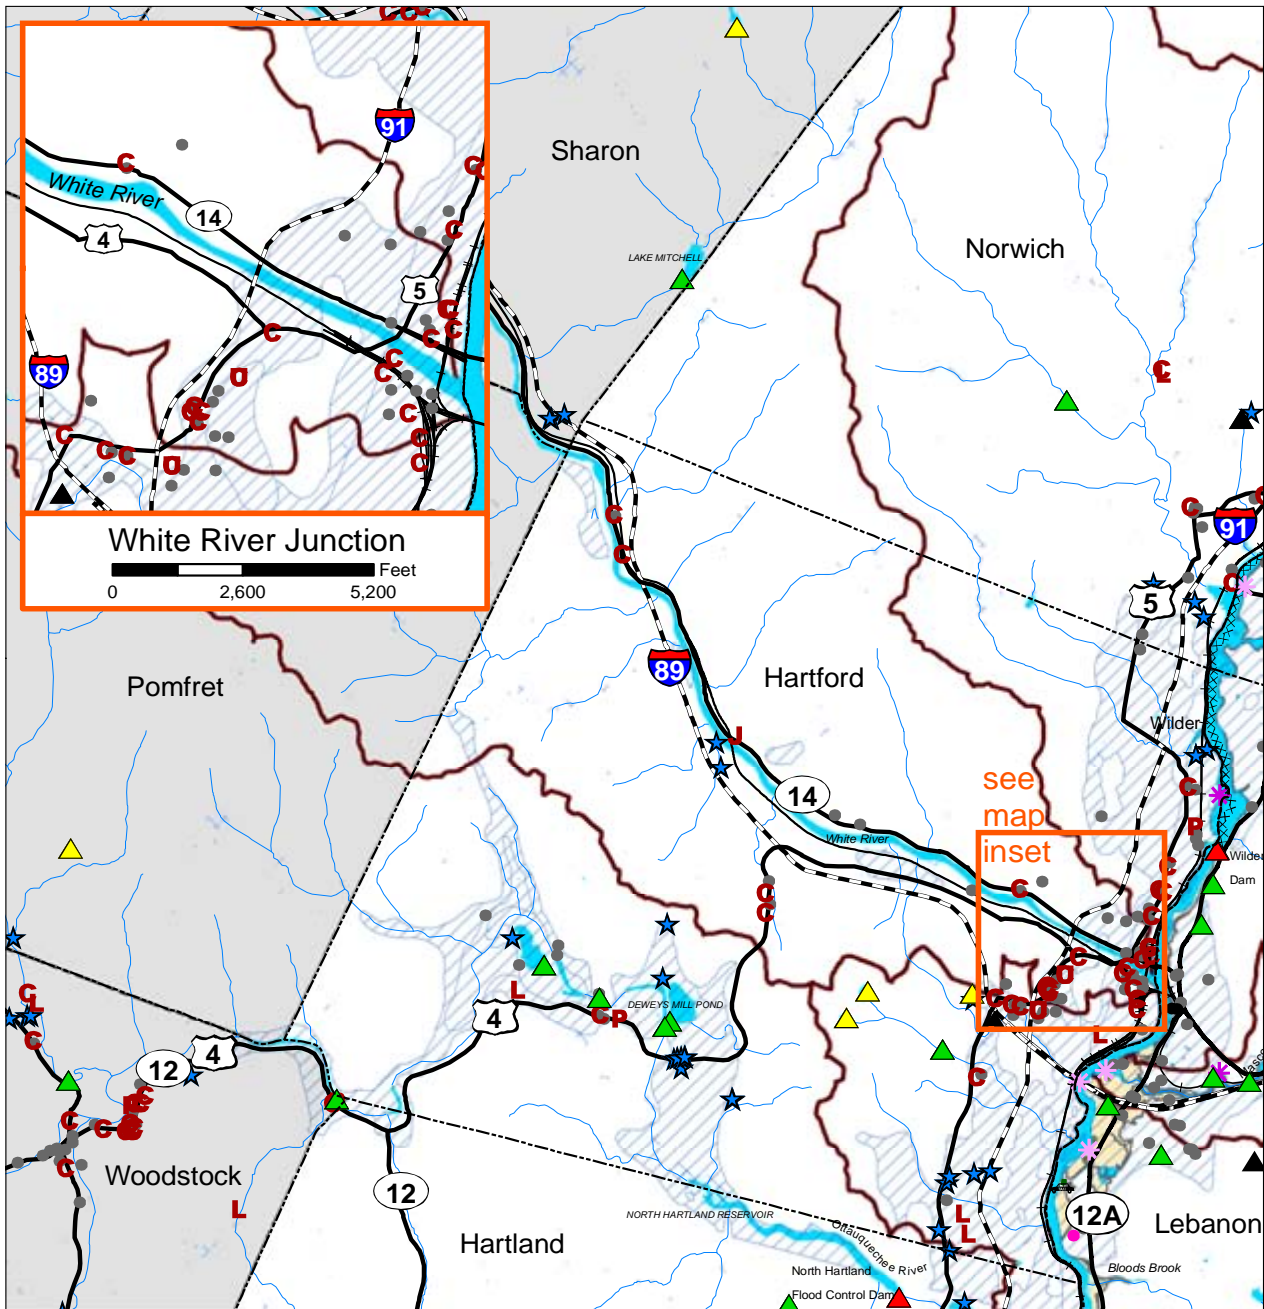 Sharon
91
White River
14
4
LAKE MITCHELL
Norwich
5
89
C
L
White River Junction
Feet
0 2,600 5,200
91
5
89
Pomfret
Hartford
Wilder
see
map
inset
14
White River
Wilder
Dam
DEWEYS MILL POND
4
L
C P
12
4
Woodstock
L
12
NORTH HARTLAND RESERVOIR
Ottauquechee River
12A
Lebanon
Hartland
North Hartland
Flood Control Dam
Bloods Brook